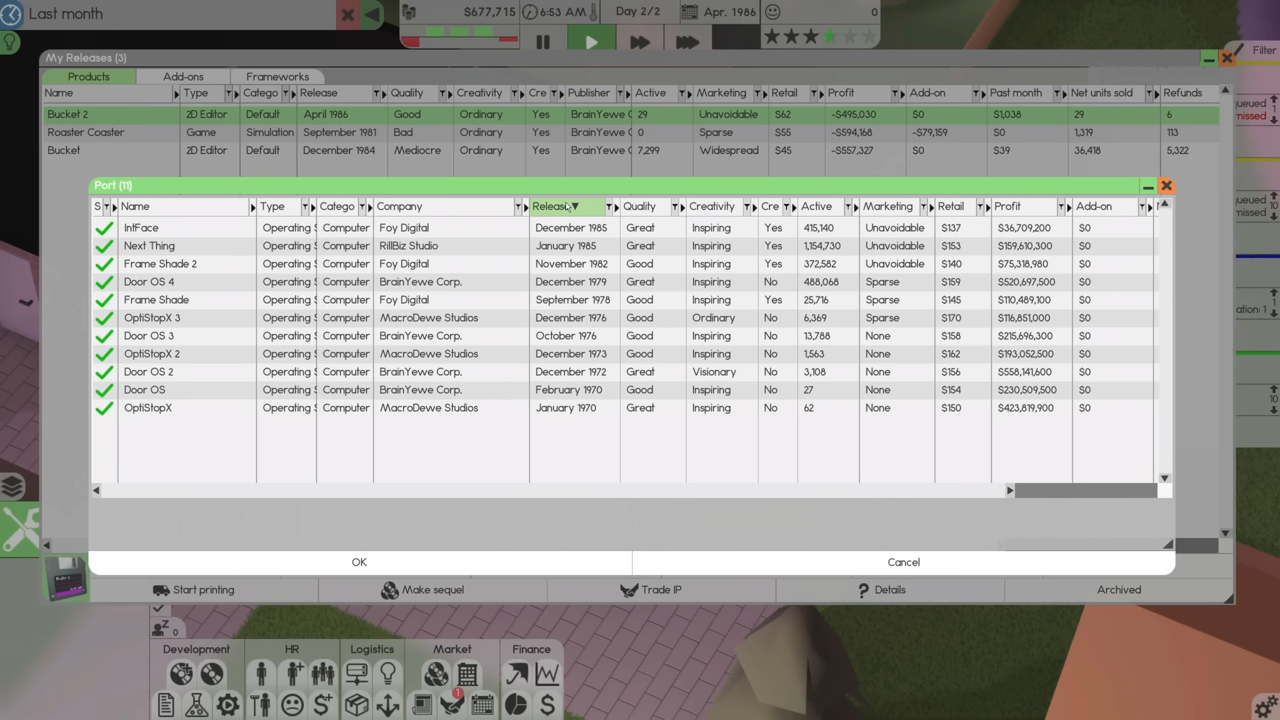 Last month
$677,715
6:53 AM
Day 2/2
Apr. 1986
0
Filter
My Releases (3)
Products Add-ons Frameworks
Name Type Catego Release Quality Creativity Cre Publisher Active Marketing Retail Profit Add-on Past month Net units sold Refunds
Bucket 2 2D Editor Default April 1986 Good Ordinary Yes BrainYewe C 29 Unavoidable $62 -$495,030 $0 $1,038 29 6
Roaster Coaster Game Simulation September 1981 Bad Ordinary Yes BrainYewe C 0 Sparse $55 -$594,168 -$79,159 $0 1,319 113
Bucket 2D Editor Default December 1984 Mediocre Ordinary Yes BrainYewe C 7,299 Widespread $45 -$557,327 $0 $39 36,418 5,322
queued
missed
Port (11)
S Name Type Catego Company Release Quality Creativity Cre Active Marketing Retail Profit Add-on
IntFace Operating S Computer Foy Digital December 1985 Great Inspiring Yes 415,140 Unavoidable $137 $36,709,200 $0
Next Thing Operating S Computer RillBiz Studio January 1985 Great Inspiring Yes 1,154,730 Unavoidable $153 $159,610,300 $0
Frame Shade 2 Operating S Computer Foy Digital November 1982 Good Inspiring Yes 372,582 Unavoidable $140 $75,318,980 $0
Door OS 4 Operating S Computer BrainYewe Corp. December 1979 Great Inspiring No 488,068 Sparse $159 $520,697,500 $0
Frame Shade Operating S Computer Foy Digital September 1978 Good Inspiring Yes 25,716 Sparse $145 $110,489,100 $0
OptiStopX 3 Operating S Computer MacroDewe Studios December 1976 Good Ordinary No 6,369 Sparse $170 $116,851,000 $0
Door OS 3 Operating S Computer BrainYewe Corp. October 1976 Good Inspiring No 13,788 None $158 $215,696,300 $0
OptiStopX 2 Operating S Computer MacroDewe Studios December 1973 Good Inspiring No 1,563 None $162 $193,052,500 $0
Door OS 2 Operating S Computer BrainYewe Corp. December 1972 Great Visionary No 3,108 None $156 $558,141,600 $0
Door OS Operating S Computer BrainYewe Corp. February 1970 Good Inspiring No 27 None $154 $230,509,500 $0
OptiStopX Operating S Computer MacroDewe Studios January 1970 Great Inspiring No 62 None $150 $423,819,900 $0
queued
missed
10
ation 1
10
OK Cancel
Start printing Make sequel Trade IP Details Archived
0
Development HR Logistics Market Finance
1